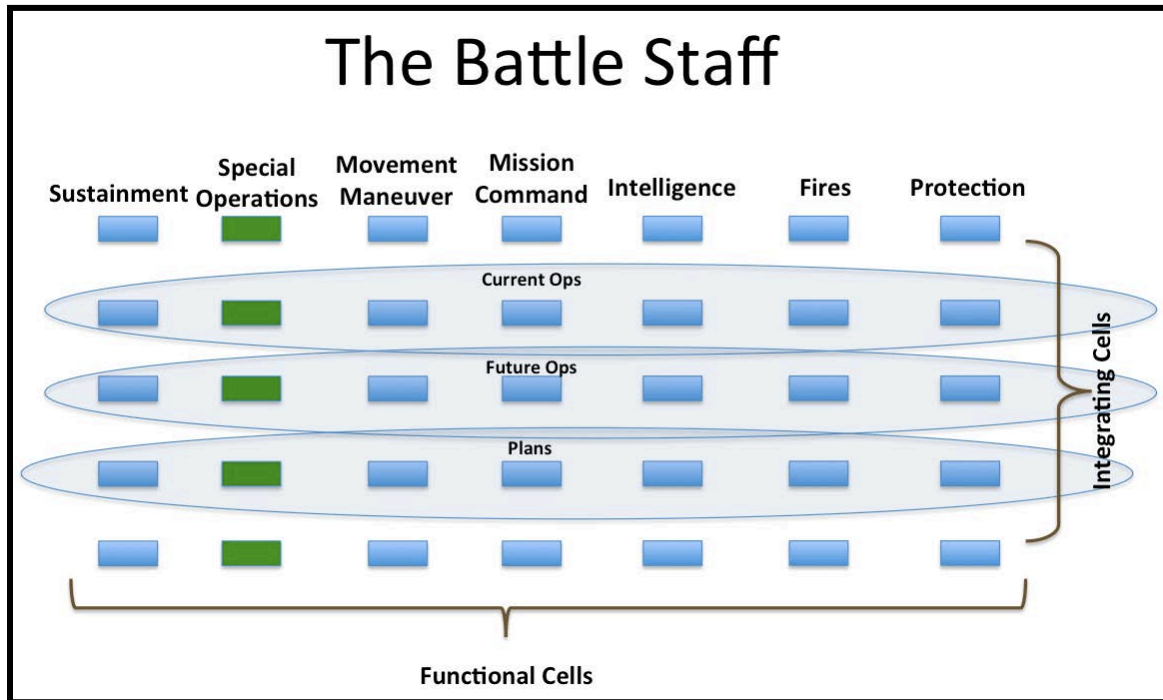 The Battle Staff
Sustainment
Special
Operations
Movement
Maneuver
Mission
Command
Intelligence
Fires
Protection
Current Ops
Future Ops
Plans
Integrating Cells
Functional Cells